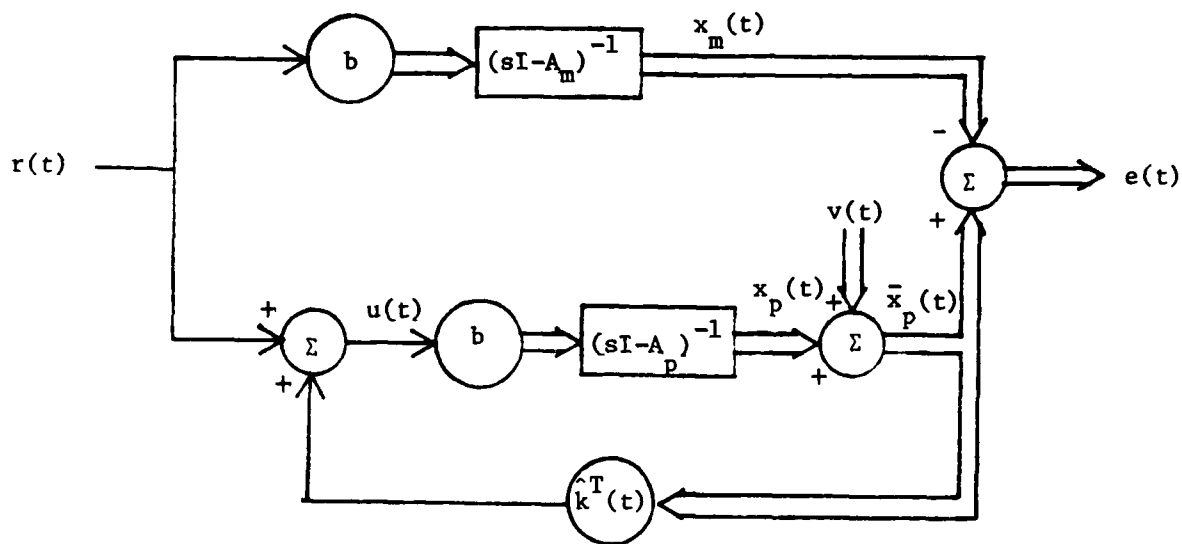 x_m(t)
b
(sI-A_m)^-1
-
r(t)
Σ
e(t)
v(t)
+
x_p(t)
+
x̄_p(t)
+
u(t)
Σ
b
(sI-A_p)^-1
Σ
+
+
k̂^T(t)